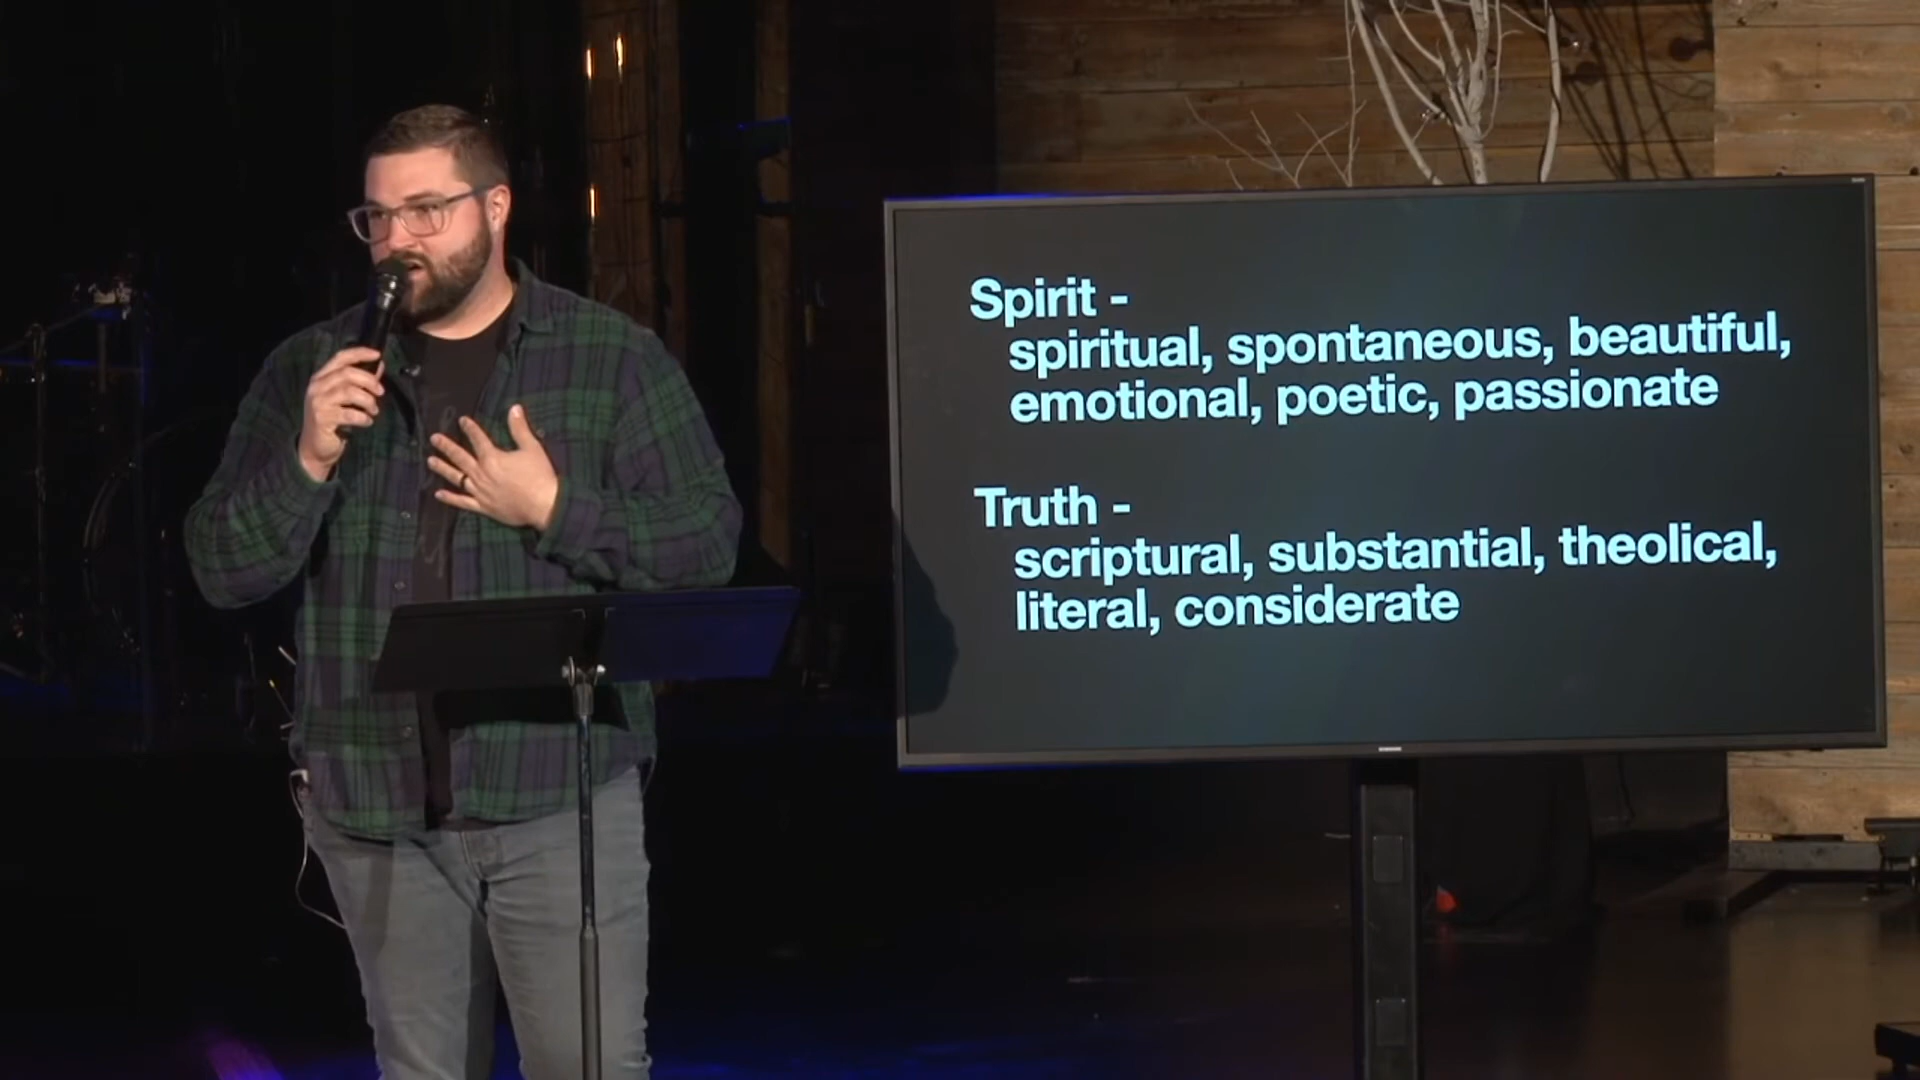 Spirit -
spiritual, spontaneous, beautiful,
emotional, poetic, passionate
Truth -
scriptural, substantial, theolical,
literal, considerate